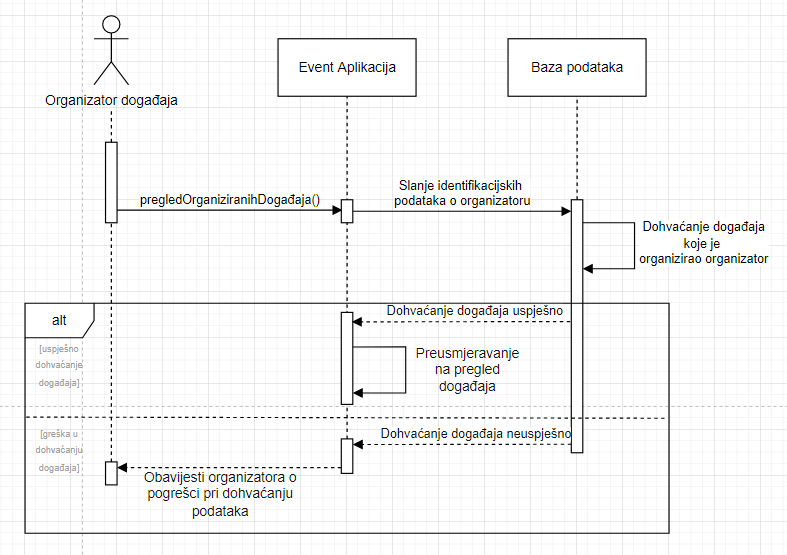 Organizator događaja
Event Aplikacija
Baza podataka
pregledOrganiziranihDogađaja()
Slanje identifikacijskih
podataka o organizatoru
Dohvaćanje događaja
koje je
organizirao organizator
alt
[uspješno
dohvaćanje
događaja]
Dohvaćanje događaja uspješno
Preusmjeravanje
na pregled
događaja
[greška u
dohvaćanju
događaja]
Dohvaćanje događaja neuspješno
Obavijesti organizatora o
pogrešci pri dohvaćanju
podataka